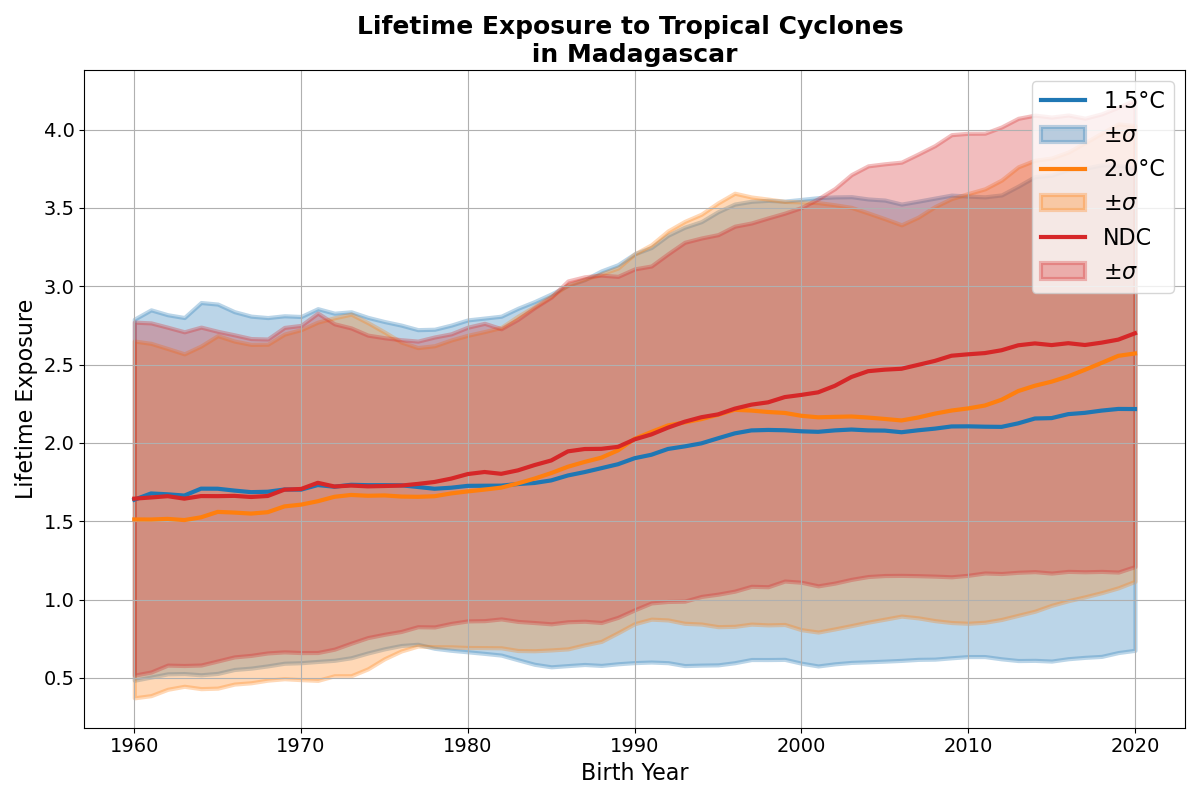 Lifetime Exposure to Tropical Cyclones
in Madagascar
Lifetime Exposure
4.0
3.5
3.0
2.5
2.0
1.5
1.0
0.5
1960
1970
1980
1990
2000
2010
2020
Birth Year
1.5°C
±σ
2.0°C
±σ
NDC
±σ